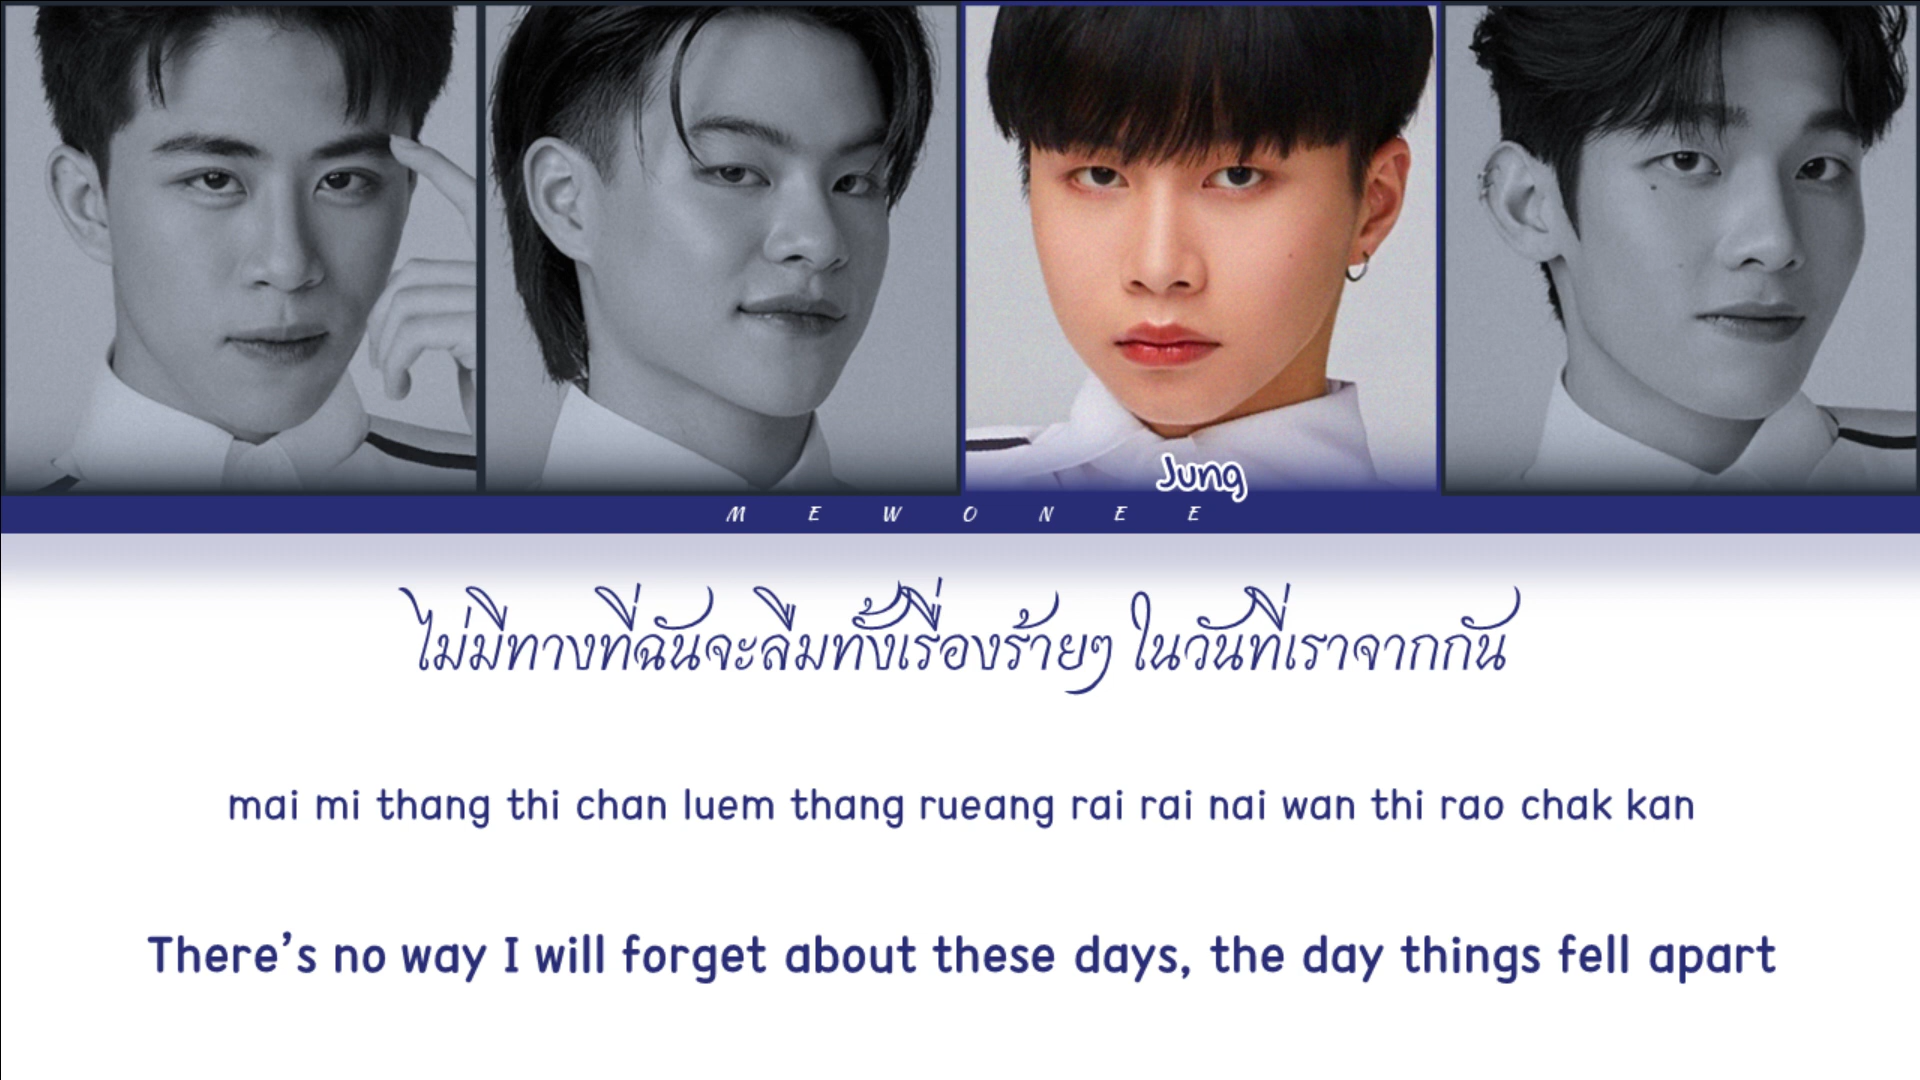 Jung
M E W O N E E
ไม่มีทางที่ฉันจะลืมทั้งเรื่องร้ายๆ ในวันที่เราจากกัน
mai mi thang thi chan luem thang rueang rai rai nai wan thi rao chak kan
There's no way I will forget about these days, the day things fell apart